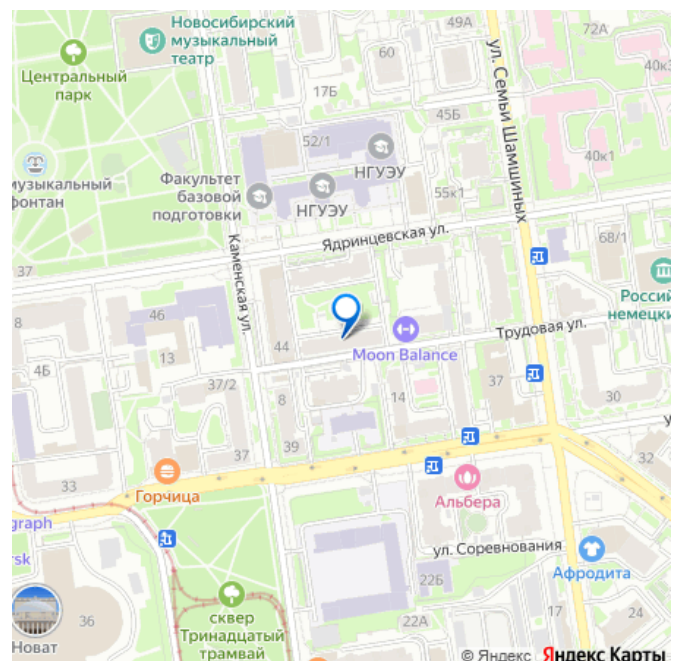 Новосибирский
музыкальный
театр
49А
72А
60
40к3
Центральный
парк
17Б
45Б
ул. Семьи Шамшиных
52/1
НГУЭУ
40к1
музыкальный
фонтан
Факультет
базовой
подготовки
НГУЭУ
55к1
Каменская ул.
Ядринцевская ул.
68/1
37
Россий
немецки
8
46
Трудовая ул.
44
Moon Balance
13
4Б
37/2
37
8
14
30
39
37
32
33
Горчица
Альбера
graph
rsk
ул. Соревнования
22Б
Афродита
36
сквер
Тринадцатый
трамвай
17
24
22А
Новат
© Яндекс Яндекс Карты